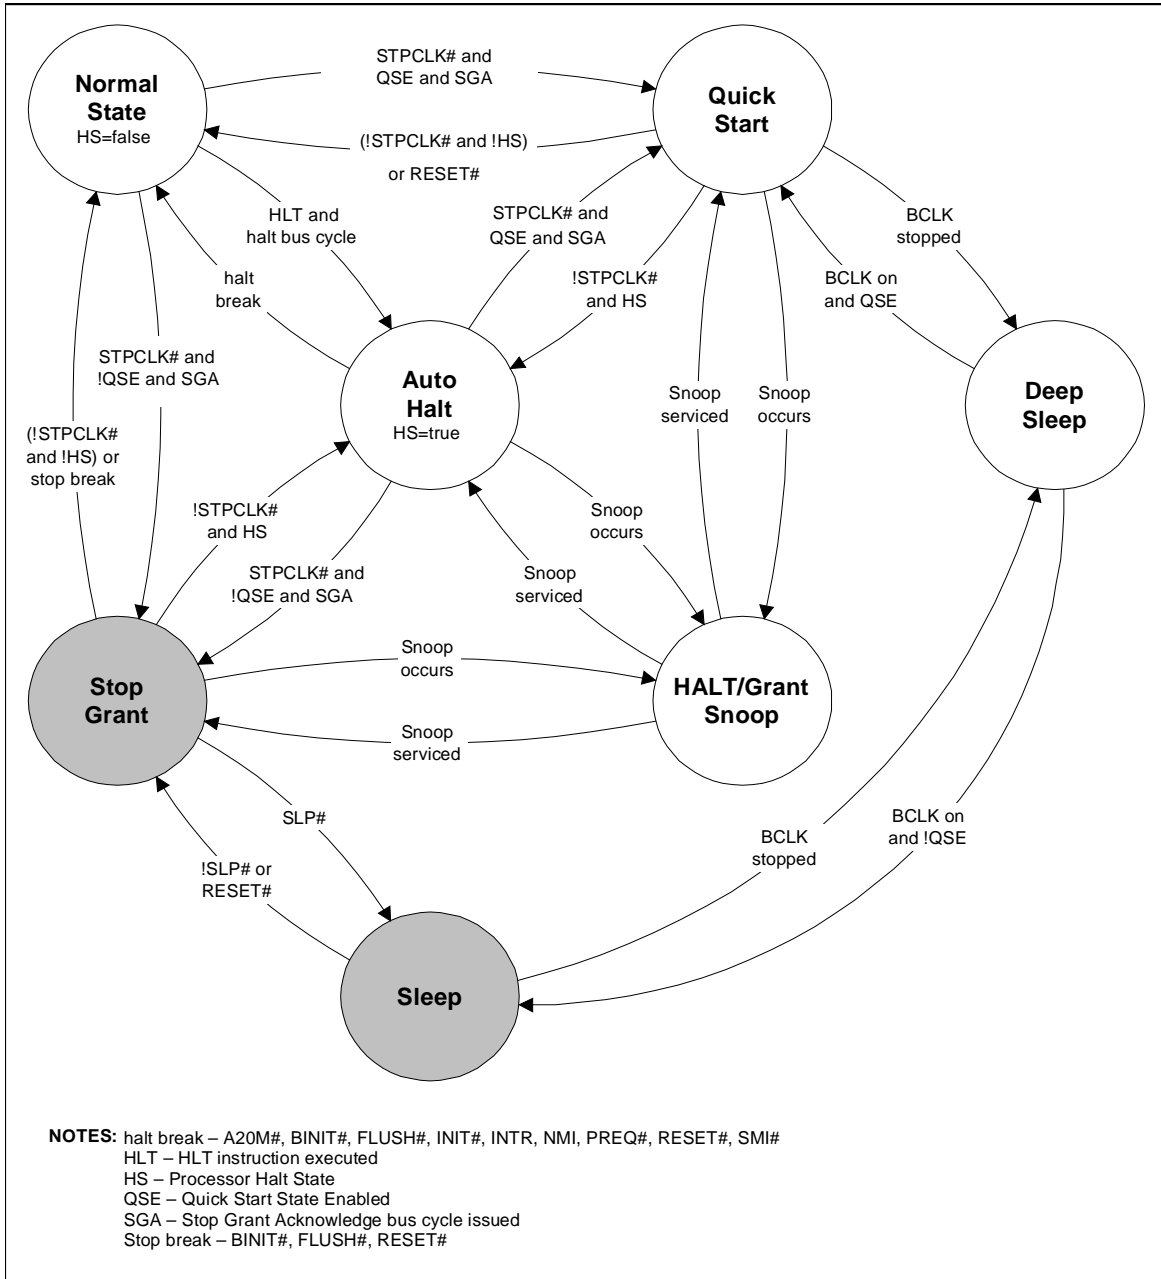 Normal
State
HS=false
STPCLK# and
QSE and SGA
Quick
Start
(!STPCLK# and !HS)
or RESET#
HLT and
halt bus cycle
STPCLK# and
QSE and SGA
BCLK
stopped
halt
break
!STPCLK#
and HS
BCLK on
and QSE
STPCLK# and
!QSE and SGA
Auto
Halt
HS=true
Snoop
serviced
Snoop
occurs
Deep
Sleep
(!STPCLK#
and !HS) or
stop break
!STPCLK#
and HS
Snoop
occurs
STPCLK# and
!QSE and SGA
Snoop
serviced
Stop
Grant
Snoop
occurs
HALT/Grant
Snoop
Snoop
serviced
SLP#
BCLK
stopped
BCLK on
and !QSE
!SLP# or
RESET#
Sleep
NOTES: halt break – A20M#, BINIT#, FLUSH#, INIT#, INTR, NMI, PREQ#, RESET#, SMI#
HLT – HLT instruction executed
HS – Processor Halt State
QSE – Quick Start State Enabled
SGA – Stop Grant Acknowledge bus cycle issued
Stop break – BINIT#, FLUSH#, RESET#